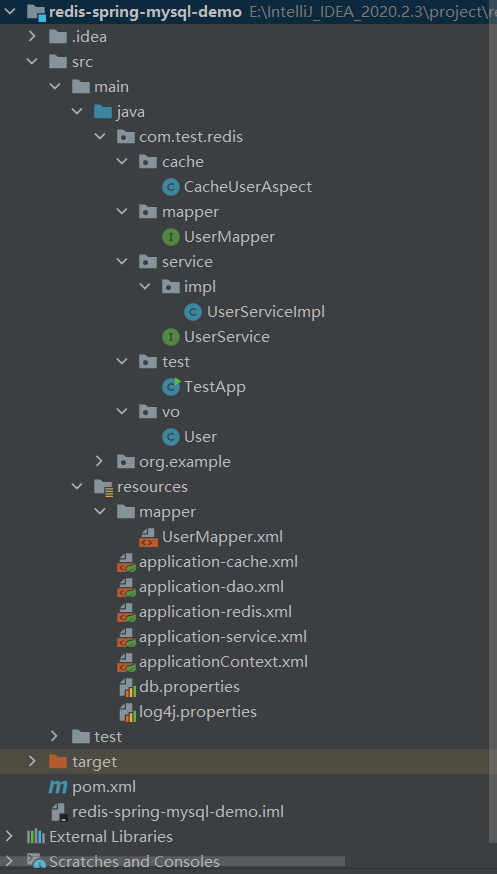 redis-spring-mysql-demo E:\IntelliJ_IDEA_2020.2.3\project\r
.idea
src
main
java
com.test.redis
cache
CacheUserAspect
mapper
UserMapper
service
impl
UserServiceImpl
UserService
test
TestApp
vo
User
org.example
resources
mapper
UserMapper.xml
application-cache.xml
application-dao.xml
application-redis.xml
application-service.xml
applicationContext.xml
db.properties
log4j.properties
test
target
pom.xml
redis-spring-mysql-demo.iml
External Libraries
Scratches and Consoles